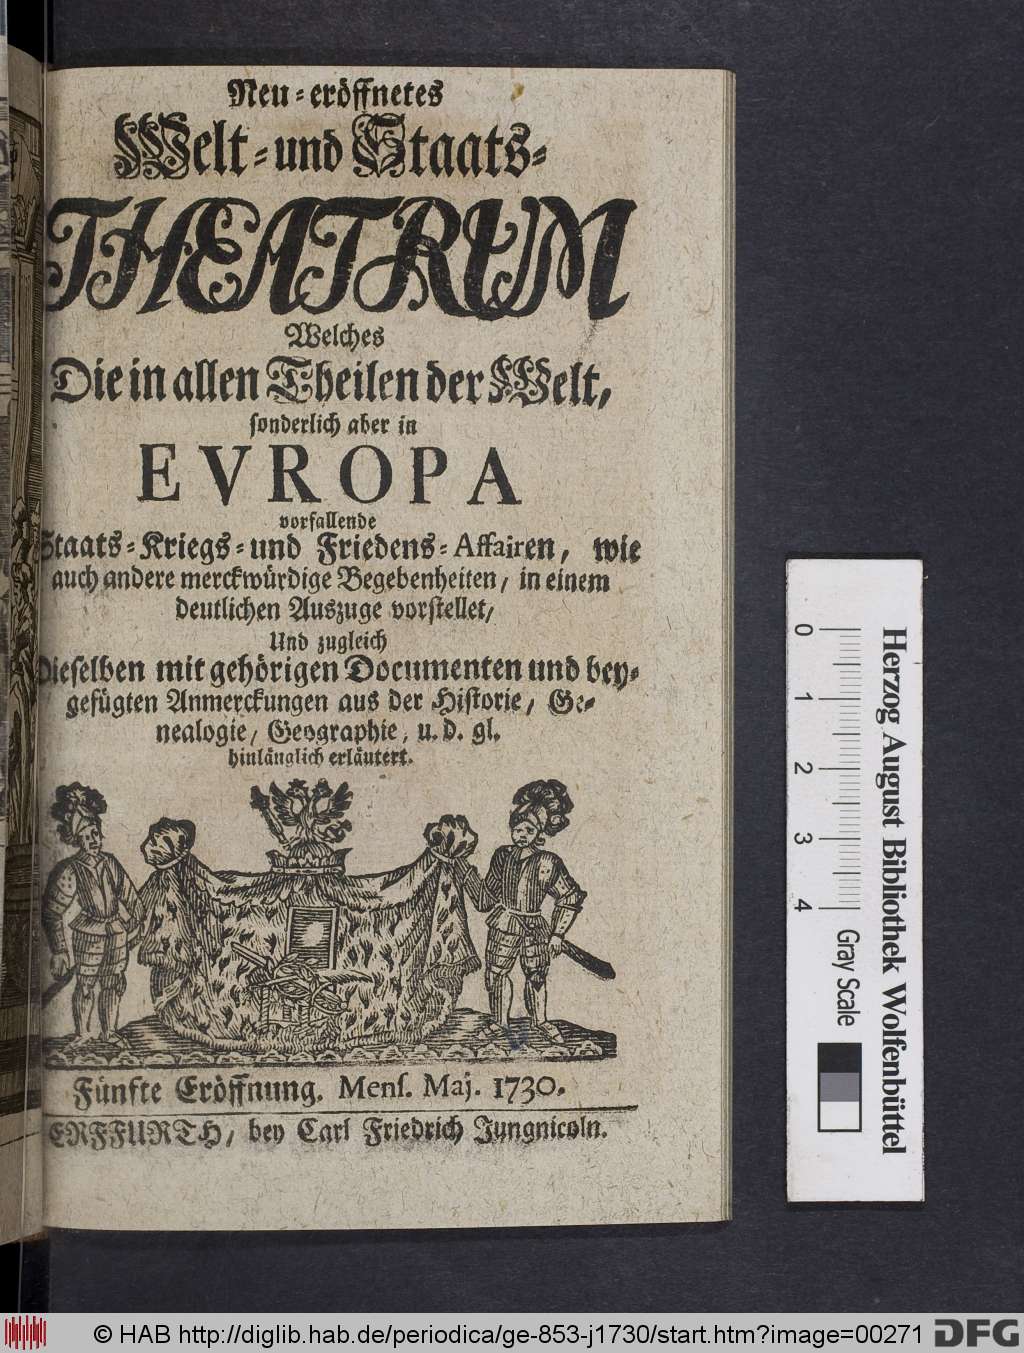 Neu-eröffnetes
Welt-und Staats-
THEATRUM
Welches
Die in allen Theilen der Welt,
sonderlich aber in
EVROPA
vorfallende
Staats-Kriegs-und Friedens-Affairen, wie
auch andere merckwürdige Begebenheiten, in einem
deutlichen Auszuge vorstellet,
Und zugleich
Dieselben mit gehörigen Documenten und bey-
gefügten Anmerckungen aus der Historie, Ge-
nealogie, Geographie, u. d. gl.
hinlänglich erläutert.
Fünfte Eröffnung. Mens. Maj. 1730.
ERFFURTH, bey Carl Friedrich Jungnicoln.
0 1 2 3 4
Gray Scale
Herzog August Bibliothek Wolfenbüttel
© HAB http://diglib.hab.de/periodica/ge-853-j1730/start.htm?image=00271
DFG